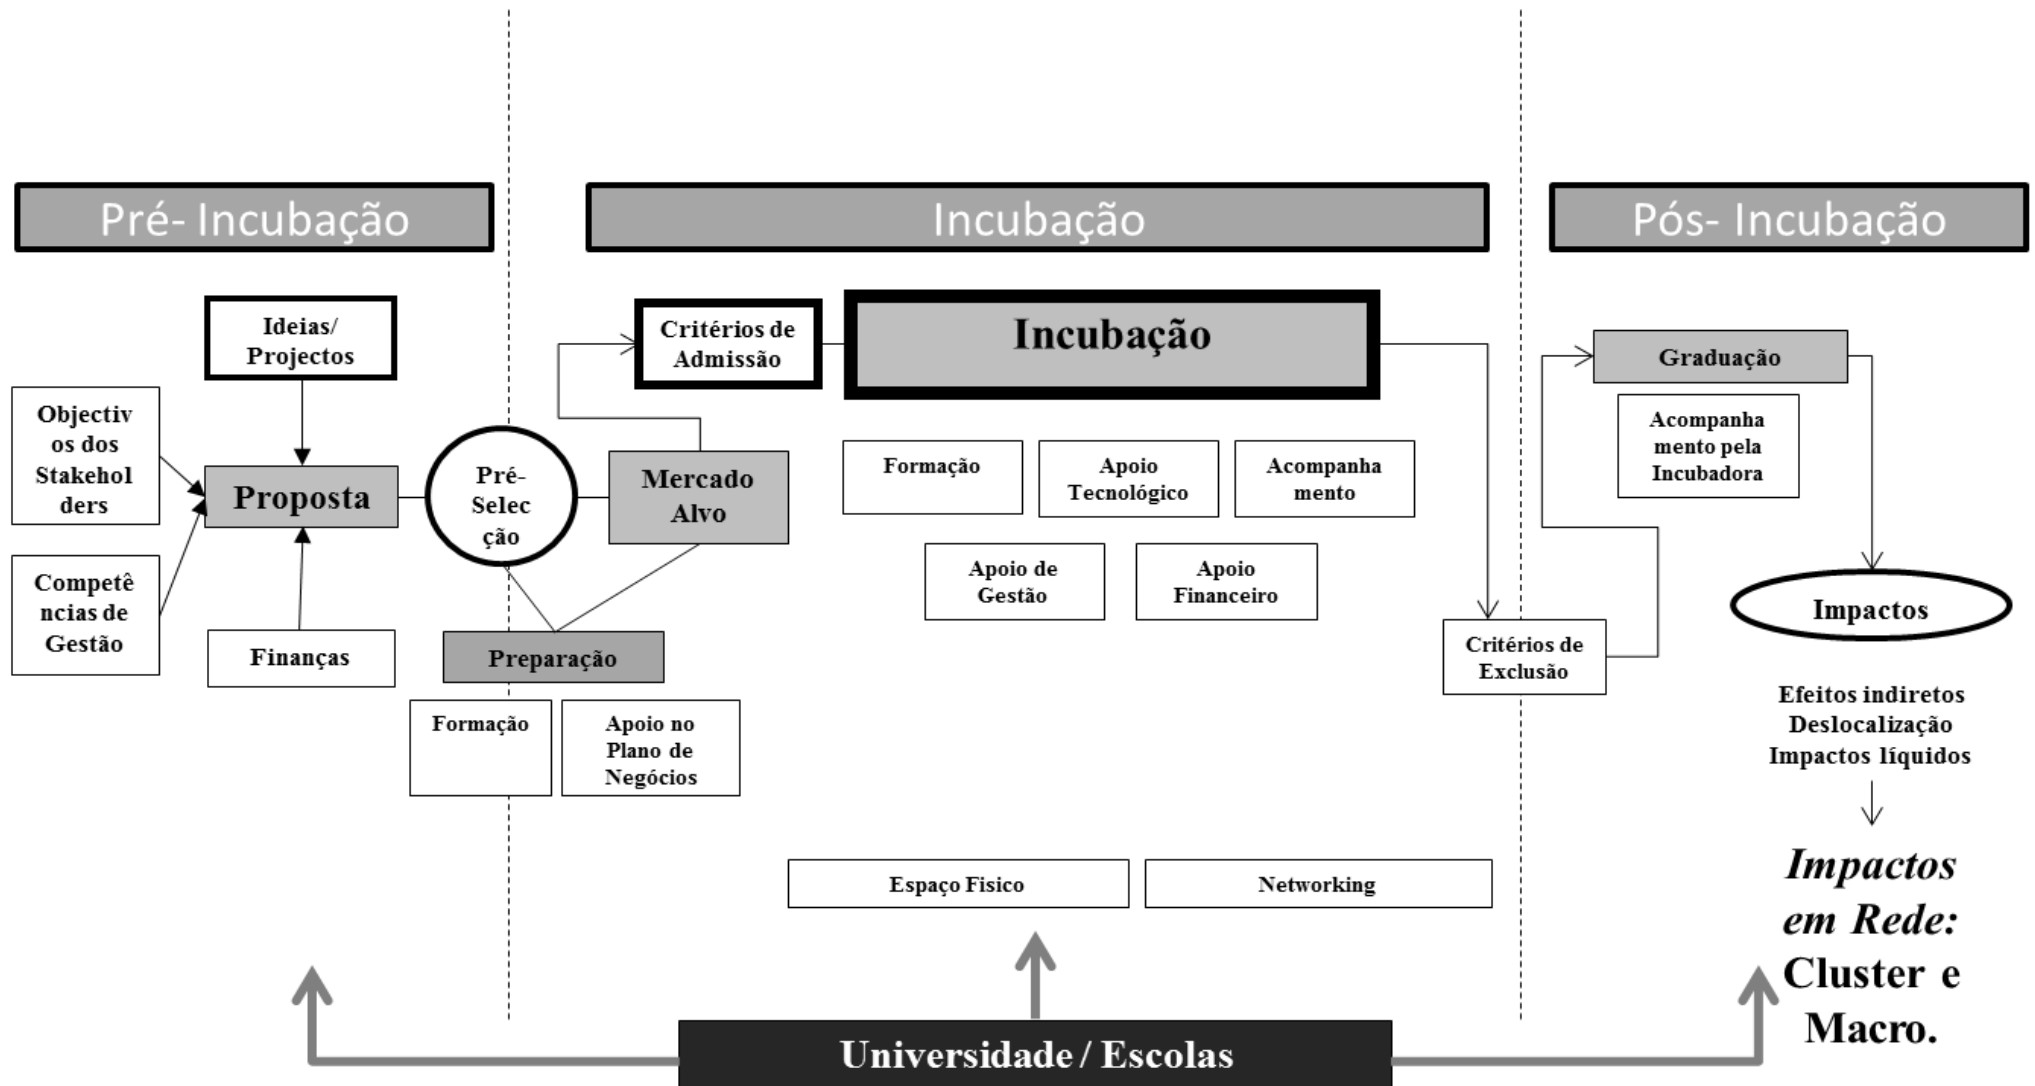 Pré- Incubação
Incubação
Pós- Incubação
Ideias/
Projectos
Objectiv
os dos
Stakehol
ders
Proposta
Competê
ncias de
Gestão
Finanças
Pré-
Selec
ção
Mercado
Alvo
Preparação
Formação
Apoio no
Plano de
Negócios
Critérios de
Admissão
Incubação
Formação
Apoio
Tecnológico
Acompanha
mento
Apoio de
Gestão
Apoio
Financeiro
Critérios de
Exclusão
Espaço Fisico
Networking
Graduação
Acompanha
mento pela
Incubadora
Impactos
Efeitos indiretos
Deslocalização
Impactos líquidos
Impactos
em Rede:
Cluster e
Macro.
Universidade / Escolas